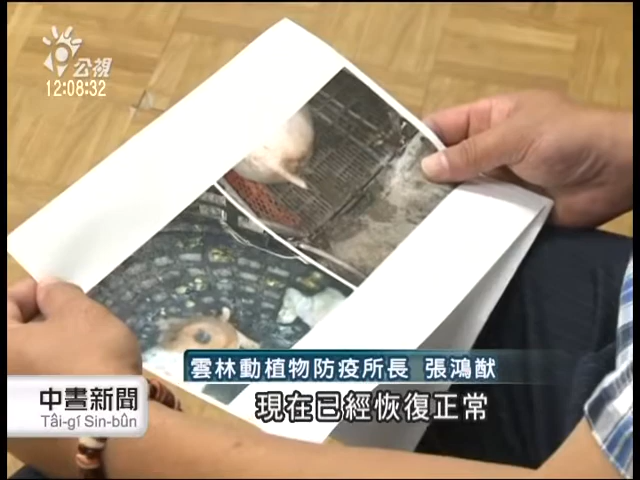 公視
12:08:32
雲林動植物防疫所長 張鴻猷
中晝新聞
Tâi-gí Sin-bûn
現在已經恢復正常